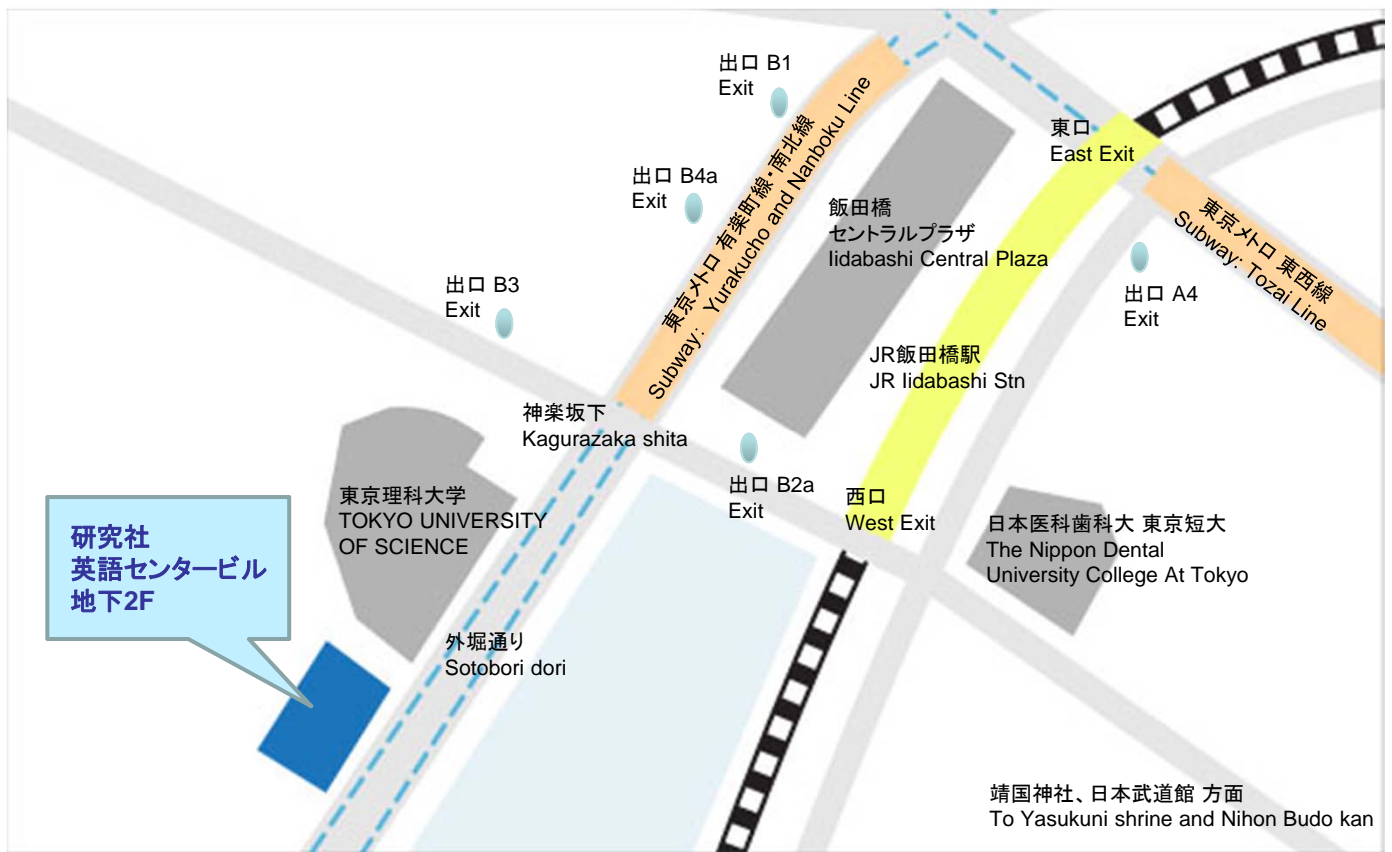 出口 B1
Exit
東口
East Exit
出口 B4a
Exit
東京メトロ 有楽町線・南北線
Subway: Yurakucho and Nanboku Line
飯田橋
セントラルプラザ
Iidabashi Central Plaza
東京メトロ 東西線
Subway: Tozai Line
出口 B3
Exit
出口 A4
Exit
JR飯田橋駅
JR Iidabashi Stn
神楽坂下
Kagurazaka shita
出口 B2a
Exit
西口
West Exit
東京理科大学
TOKYO UNIVERSITY
OF SCIENCE
日本医科歯科大 東京短大
The Nippon Dental
University College At Tokyo
研究社
英語センタービル
地下2F
外堀通り
Sotobori dori
靖国神社、日本武道館 方面
To Yasukuni shrine and Nihon Budo kan